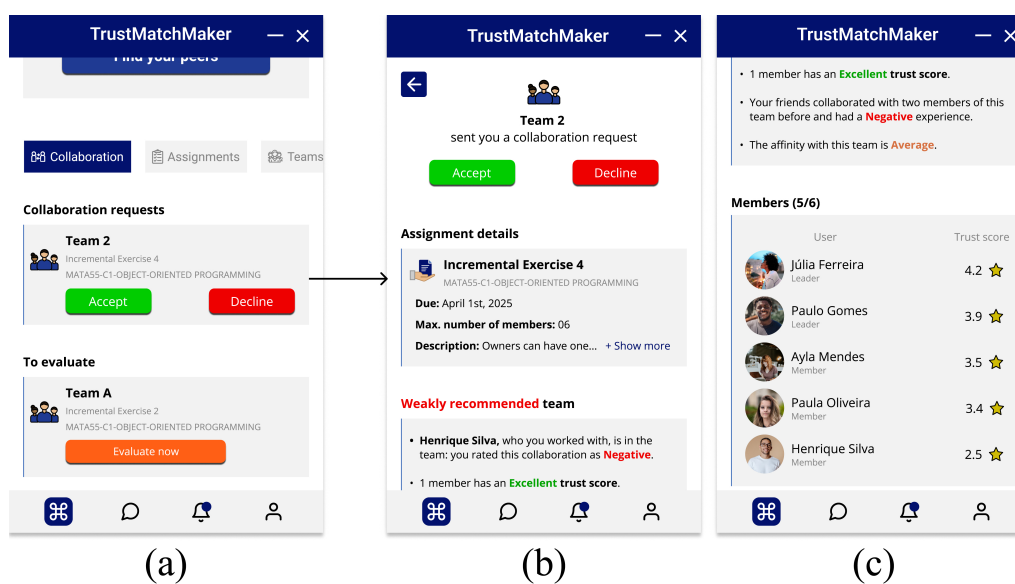 TrustMatchMaker
Find your peers
Collaboration
Assignments
Teams
Collaboration requests
Team 2
Incremental Exercise 4
MATA55-C1-OBJECT-ORIENTED PROGRAMMING
Accept
Decline
To evaluate
Team A
Incremental Exercise 2
MATA55-C1-OBJECT-ORIENTED PROGRAMMING
Evaluate now
(a)
TrustMatchMaker
Team 2
sent you a collaboration request
Accept
Decline
Assignment details
Incremental Exercise 4
MATA55-C1-OBJECT-ORIENTED PROGRAMMING
Due: April 1st, 2025
Max. number of members: 06
Description: Owners can have one... + Show more
Weakly recommended team
• Henrique Silva, who you worked with, is in the
team: you rated this collaboration as Negative.
• 1 member has an Excellent trust score.
(b)
TrustMatchMaker
• 1 member has an Excellent trust score.
• Your friends collaborated with two members of this
team before and had a Negative experience.
• The affinity with this team is Average.
Members (5/6)
User
Trust score
Júlia Ferreira
Leader
4.2
Paulo Gomes
Leader
3.9
Ayla Mendes
Member
3.5
Paula Oliveira
Member
3.4
Henrique Silva
Member
2.5
(c)